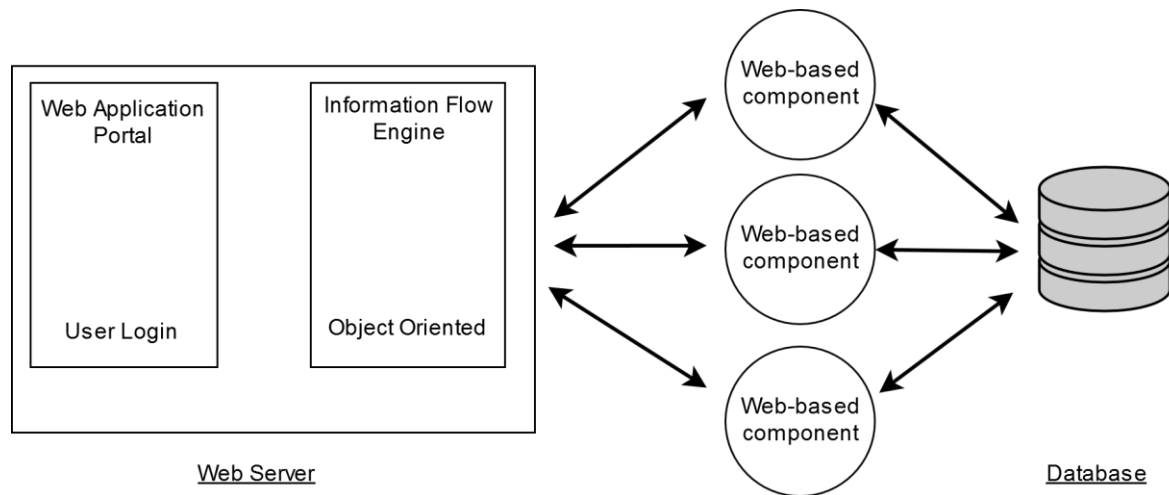 Web Application
Portal
User Login
Information Flow
Engine
Object Oriented
Web Server
Web-based
component
Web-based
component
Web-based
component
Database